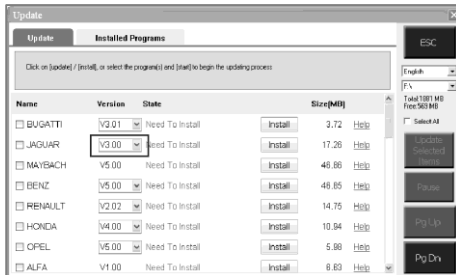 Update
Update Installed Programs
ESC
Click on [update] / [install], or select the program(s) and [start] to begin the updating process
English
F:\
Total:1001 MB
Free:563 MB
Select All
Name Version State Size[MB]
BUGATTI V3.01 Need To Install Install 3.72 Help
JAGUAR V3.00 Need To Install Install 17.26 Help
MAYBACH V5.00 Need To Install Install 46.86 Help
BENZ V5.00 Need To Install Install 46.85 Help
RENAULT V2.02 Need To Install Install 14.75 Help
HONDA V4.00 Need To Install Install 10.94 Help
OPEL V5.00 Need To Install Install 5.98 Help
ALFA V1.00 Need To Install Install 6.63 Help
Update
Selected
Items
Pause
Pg Up
Pg Dn